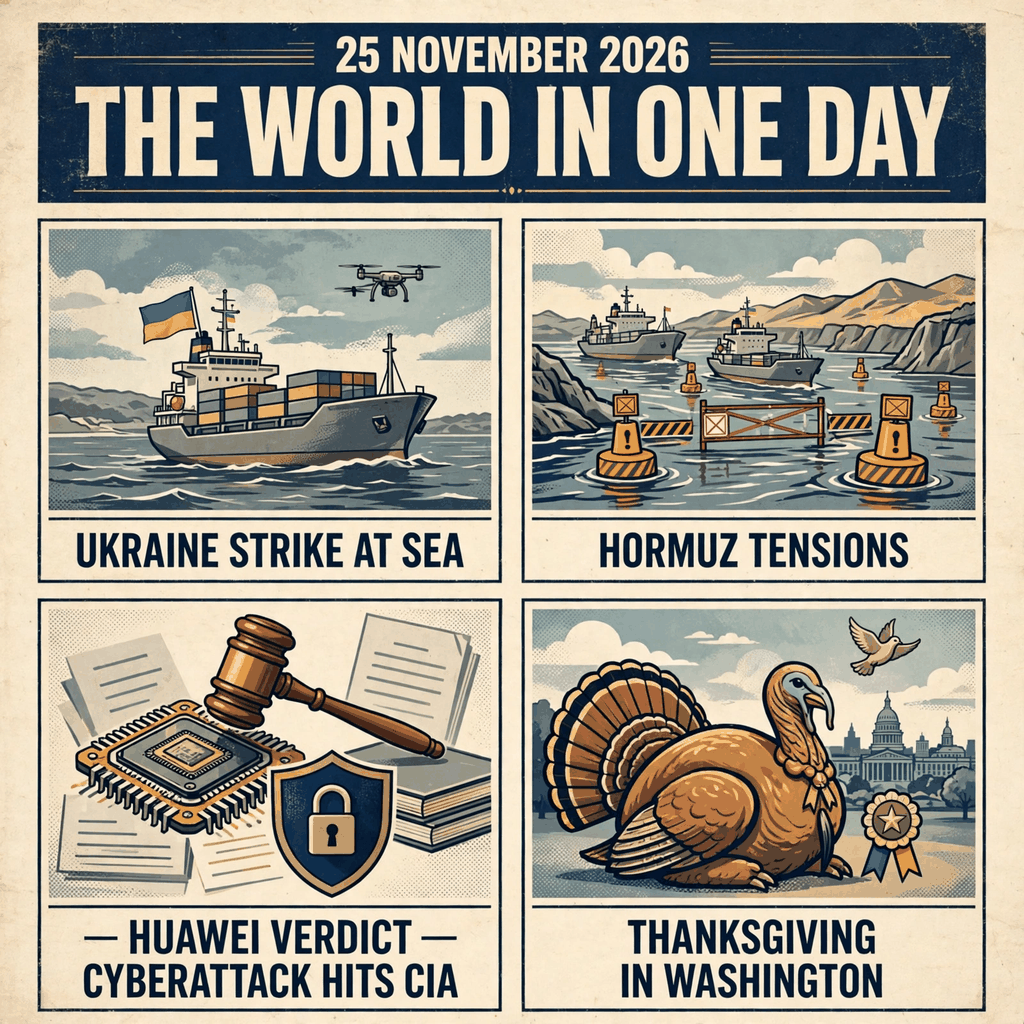 25 NOVEMBER 2026
THE WORLD IN ONE DAY
UKRAINE STRIKE AT SEA
HORMUZ TENSIONS
— HUAWEI VERDICT —
CYBERATTACK HITS CIA
THANKSGIVING
IN WASHINGTON